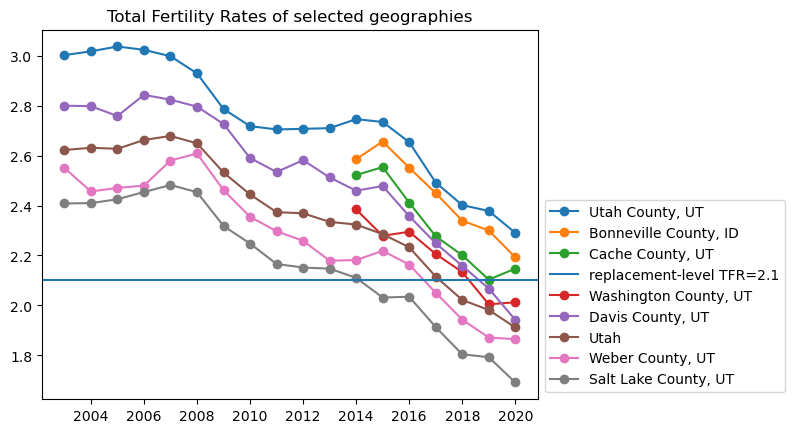 Total Fertility Rates of selected geographies
3.0
2.8
2.6
2.4
2.2
2.0
1.8
2004 2006 2008 2010 2012 2014 2016 2018 2020
Utah County, UT
Bonneville County, ID
Cache County, UT
replacement-level TFR=2.1
Washington County, UT
Davis County, UT
Utah
Weber County, UT
Salt Lake County, UT